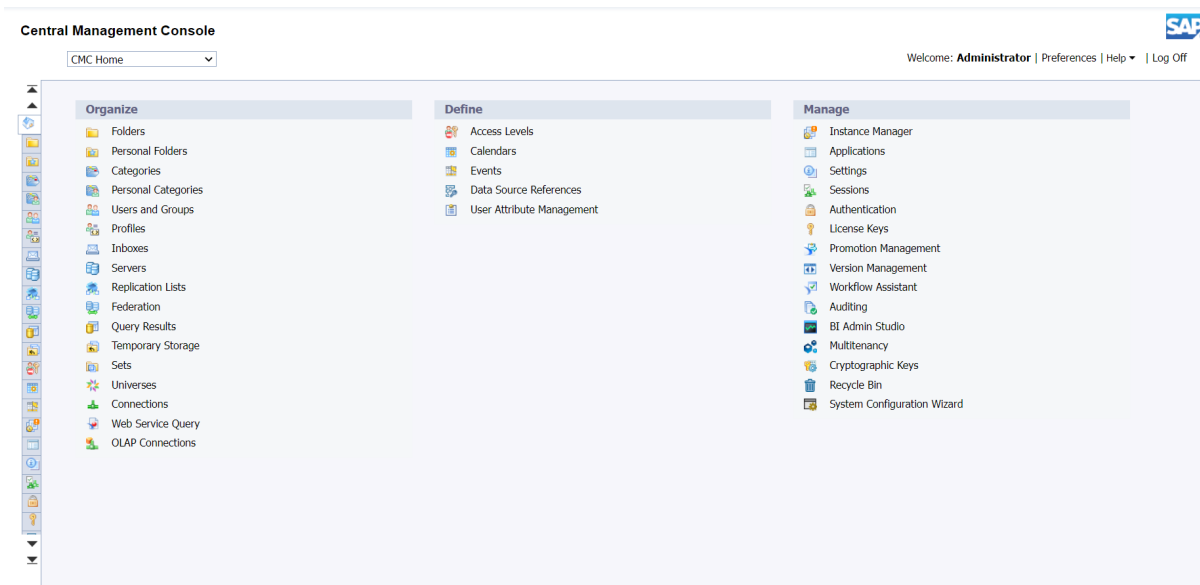 Central Management Console
SAP
CMC Home
Welcome: Administrator | Preferences | Help | Log Off
Organize
Folders
Personal Folders
Categories
Personal Categories
Users and Groups
Profiles
Inboxes
Servers
Replication Lists
Federation
Query Results
Temporary Storage
Sets
Universes
Connections
Web Service Query
OLAP Connections
Define
Access Levels
Calendars
Events
Data Source References
User Attribute Management
Manage
Instance Manager
Applications
Settings
Sessions
Authentication
License Keys
Promotion Management
Version Management
Workflow Assistant
Auditing
BI Admin Studio
Multitenancy
Cryptographic Keys
Recycle Bin
System Configuration Wizard